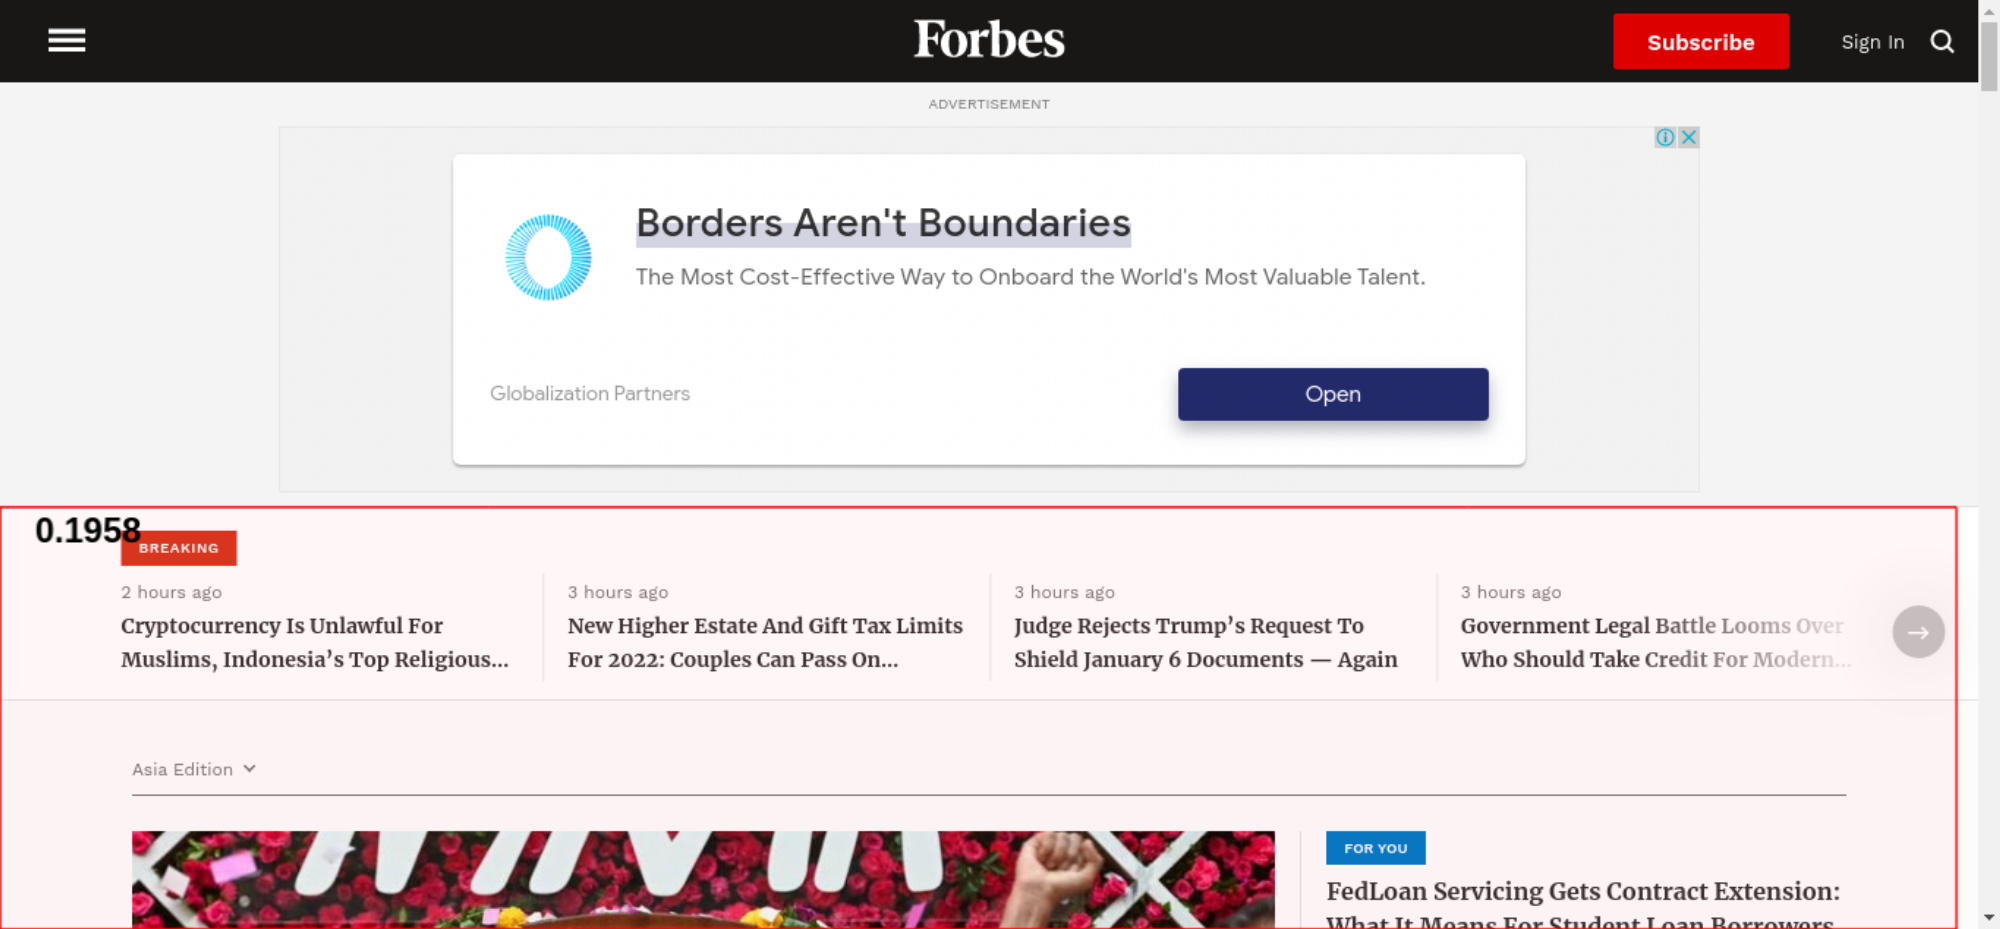 Forbes
Subscribe
Sign In
ADVERTISEMENT
Borders Aren't Boundaries
The Most Cost-Effective Way to Onboard the World's Most Valuable Talent.
Globalization Partners
Open
0.1958
BREAKING
2 hours ago
Cryptocurrency Is Unlawful For
Muslims, Indonesia’s Top Religious...
3 hours ago
New Higher Estate And Gift Tax Limits
For 2022: Couples Can Pass On...
3 hours ago
Judge Rejects Trump’s Request To
Shield January 6 Documents — Again
3 hours ago
Government Legal Battle Looms Over
Who Should Take Credit For Modern...
Asia Edition
FOR YOU
FedLoan Servicing Gets Contract Extension:
What It Means For Student Loan Borrowers